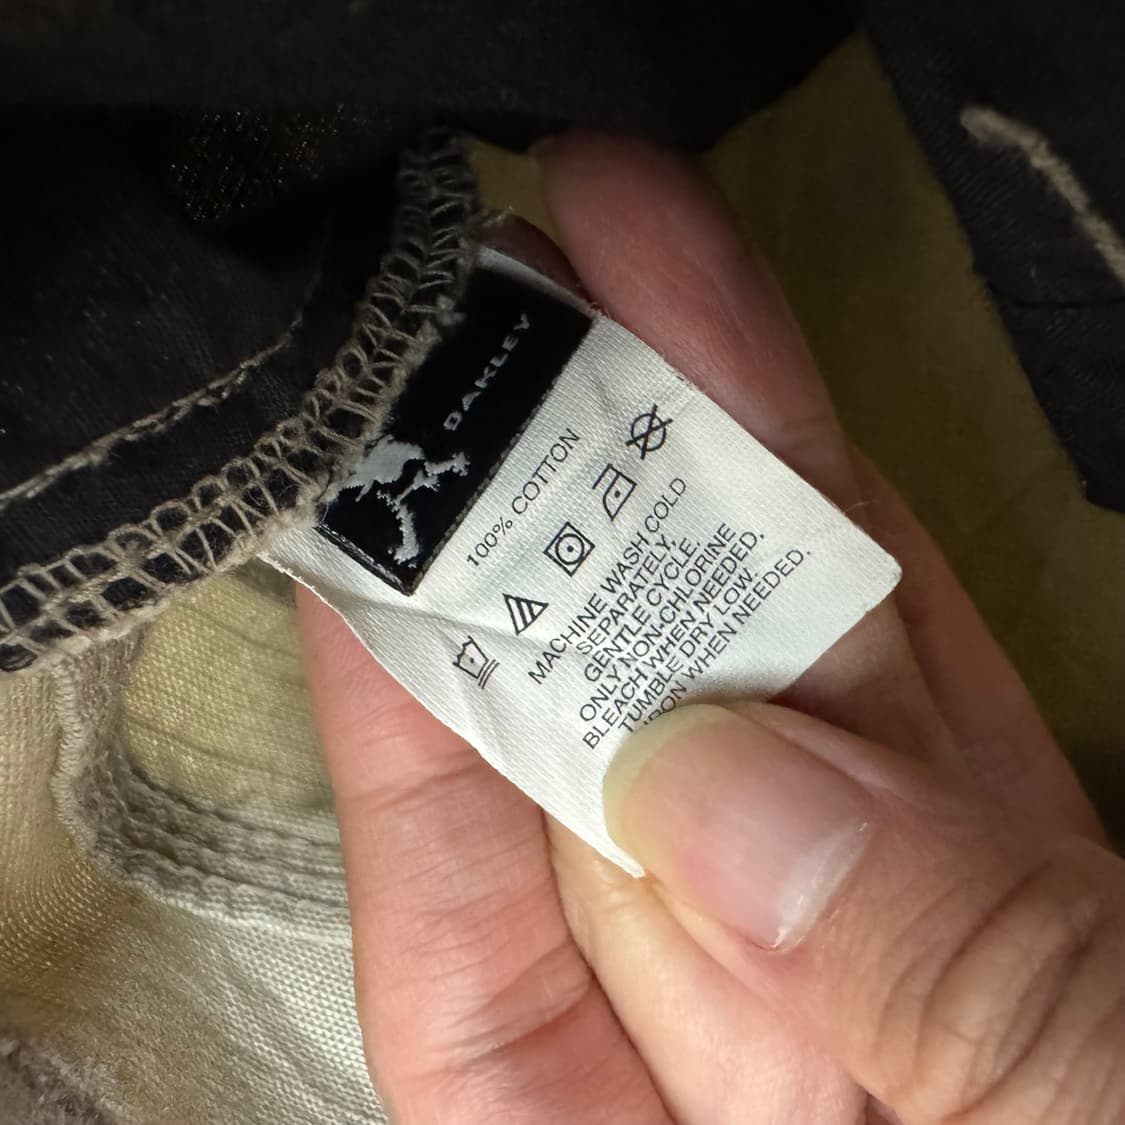 OAKLEY
100% COTTON
MACHINE WASH COLD
SEPARATELY.
GENTLE CYCLE.
ONLY NON-CHLORINE
BLEACH WHEN NEEDED.
TUMBLE DRY LOW.
IRON WHEN NEEDED.